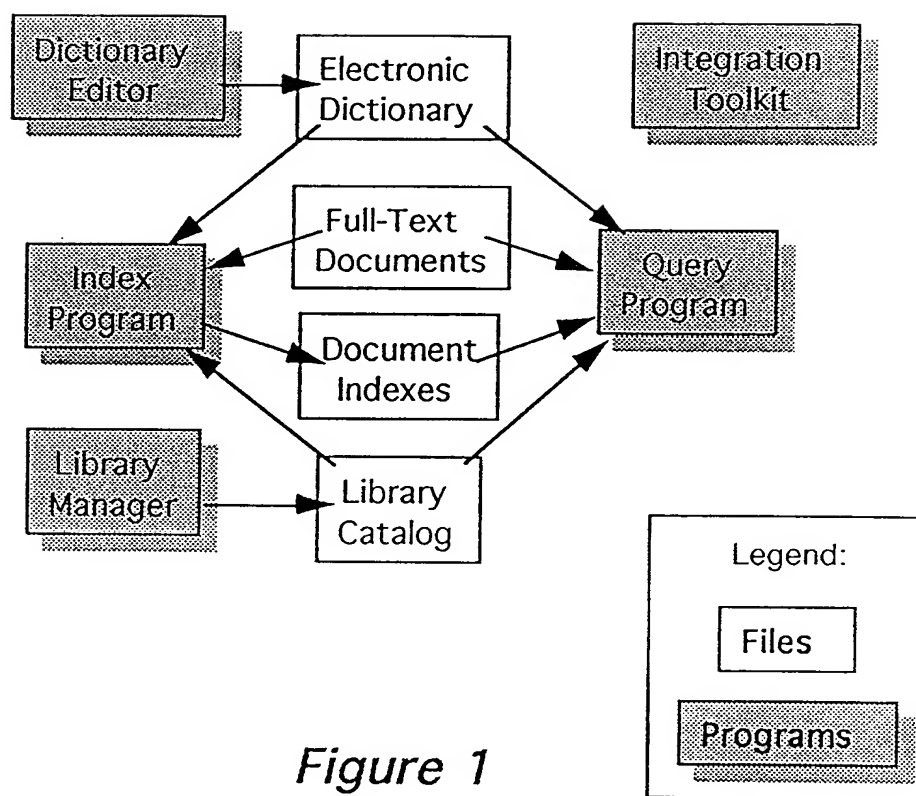 Dictionary
Editor
Electronic
Dictionary
Integration
Toolkit
Full-Text
Documents
Index
Program
Query
Program
Document
Indexes
Library
Manager
Library
Catalog
Legend:
Files
Programs
Figure 1